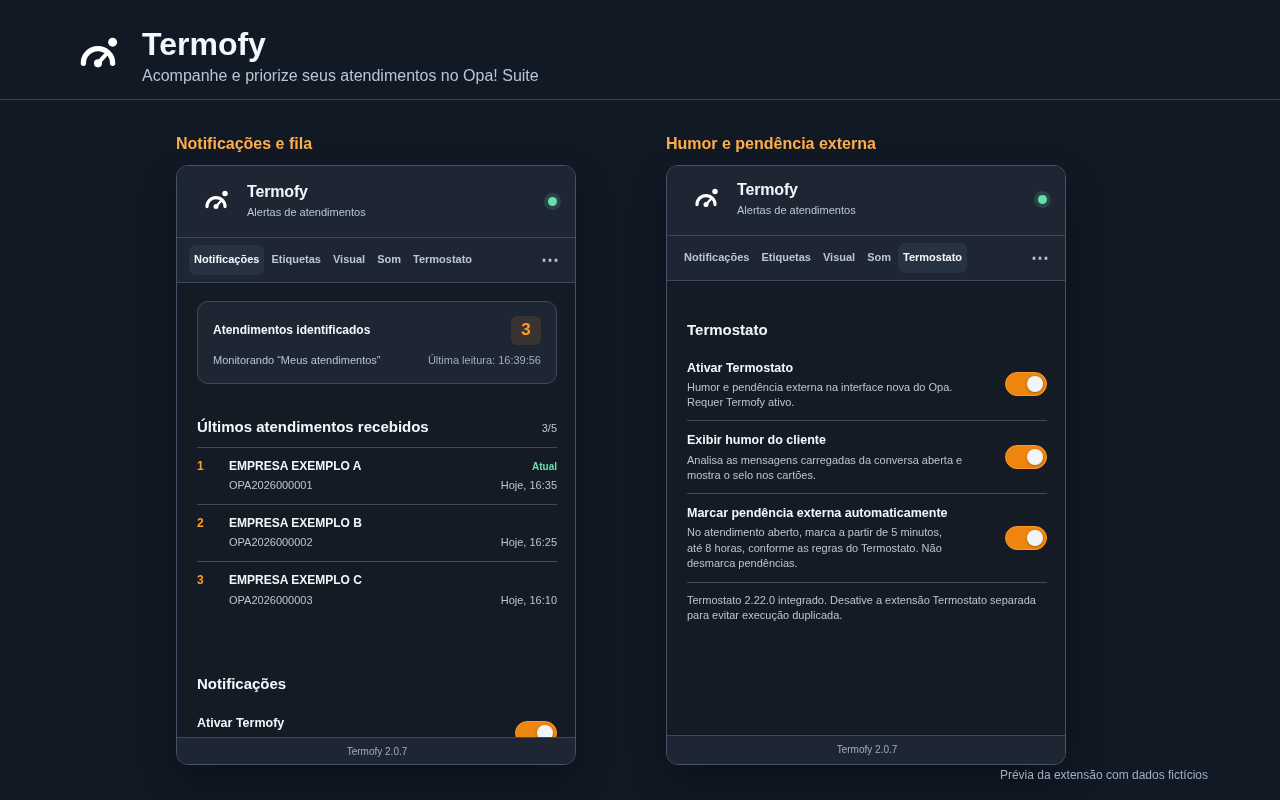 Termofy
Acompanhe e priorize seus atendimentos no Opa! Suite
Notificações e fila
Termofy
Alertas de atendimentos
Notificações Etiquetas Visual Som Termostato
Atendimentos identificados 3
Monitorando “Meus atendimentos” Última leitura: 16:39:56
Últimos atendimentos recebidos 3/5
1 EMPRESA EXEMPLO A Atual
OPA2026000001 Hoje, 16:35
2 EMPRESA EXEMPLO B
OPA2026000002 Hoje, 16:25
3 EMPRESA EXEMPLO C
OPA2026000003 Hoje, 16:10
Notificações
Ativar Termofy
Termofy 2.0.7
Humor e pendência externa
Termofy
Alertas de atendimentos
Notificações Etiquetas Visual Som Termostato
Termostato
Ativar Termostato
Humor e pendência externa na interface nova do Opa.
Requer Termofy ativo.
Exibir humor do cliente
Analisa as mensagens carregadas da conversa aberta e
mostra o selo nos cartões.
Marcar pendência externa automaticamente
No atendimento aberto, marca a partir de 5 minutos,
até 8 horas, conforme as regras do Termostato. Não
desmarca pendências.
Termostato 2.22.0 integrado. Desative a extensão Termostato separada
para evitar execução duplicada.
Termofy 2.0.7
Prévia da extensão com dados fictícios